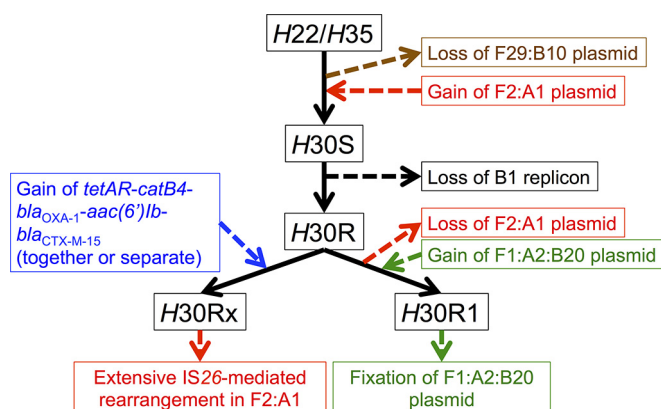 H22/H35
Loss of F29:B10 plasmid
Gain of F2:A1 plasmid
H30S
Loss of B1 replicon
Gain of tetAR-catB4-
blaOXA-1-aac(6')Ib-
blaCTX-M-15
(together or separate)
H30R
Loss of F2:A1 plasmid
Gain of F1:A2:B20 plasmid
H30Rx
H30R1
Extensive IS26-mediated
rearrangement in F2:A1
Fixation of F1:A2:B20
plasmid